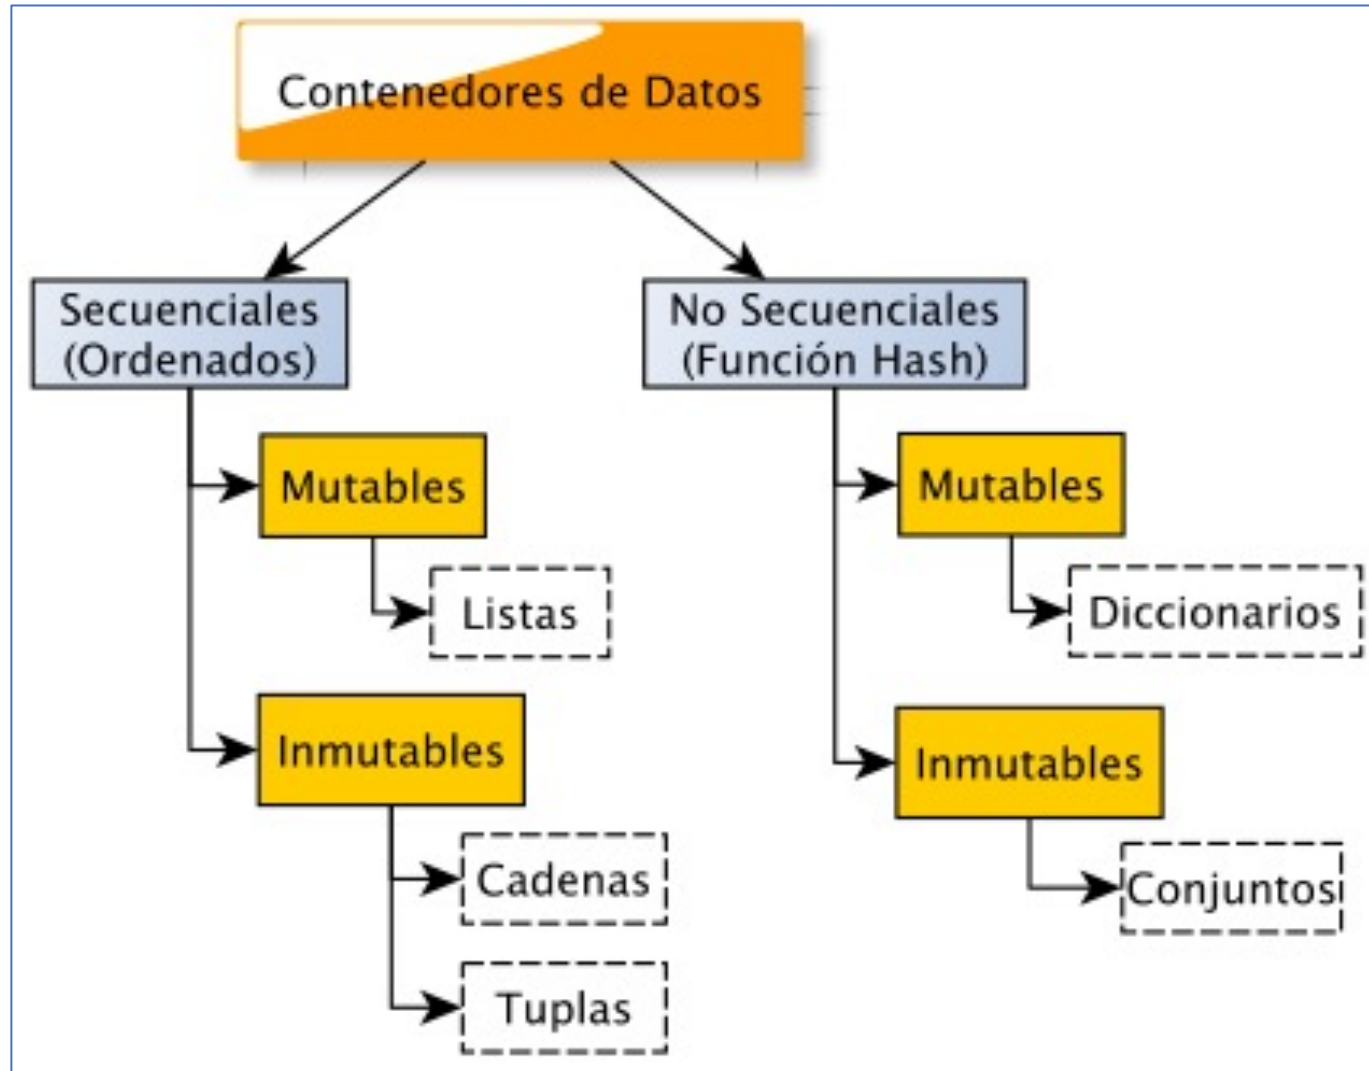 Contenedores de Datos
Secuenciales
(Ordenados)
Mutables
Listas
Inmutables
Cadenas
Tuplas
No Secuenciales
(Función Hash)
Mutables
Diccionarios
Inmutables
Conjuntos